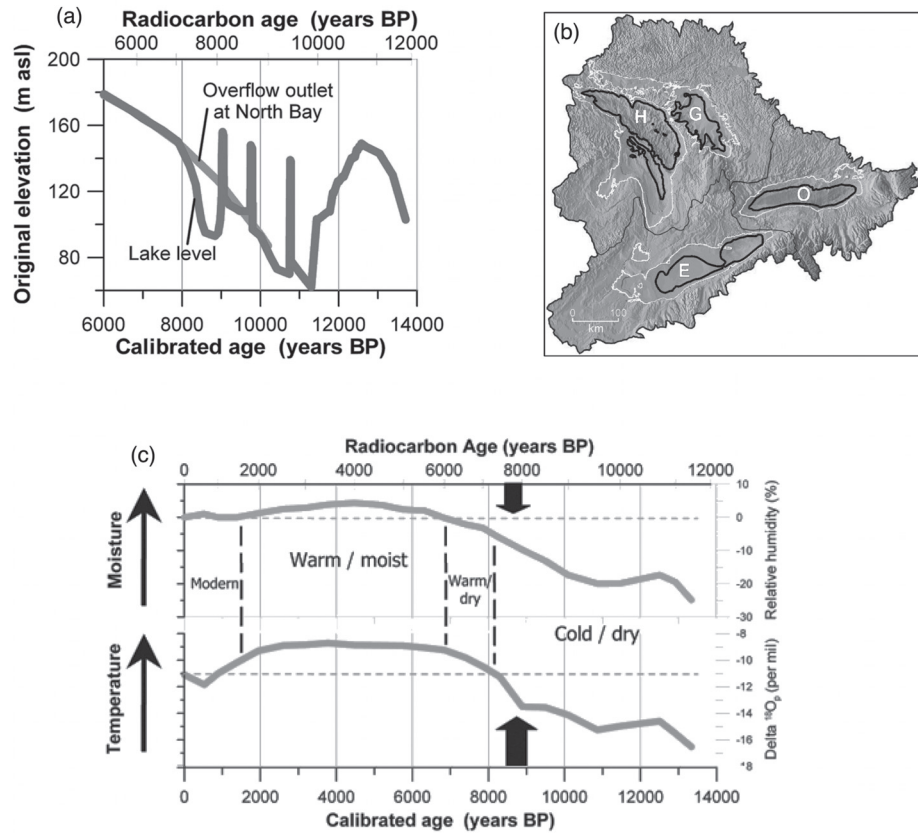 (a)
Radiocarbon age (years BP)
6000 8000 10000 12000
200
160
120
80
Original elevation (m asl)
Overflow outlet
at North Bay
Lake level
6000 8000 10000 12000 14000
Calibrated age (years BP)
(b)
H
G
O
E
0 100
km
(c)
Radiocarbon Age (years BP)
0 2000 4000 6000 8000 10000 12000
Moisture
10
0
-10
-20
-30
Relative humidity (%)
Modern
Warm / moist
Warm/
dry
Cold / dry
Temperature
-8
-10
-12
-14
-16
-18
Delta ¹⁸Oₚ (per mil)
0 2000 4000 6000 8000 10000 12000 14000
Calibrated age (years BP)